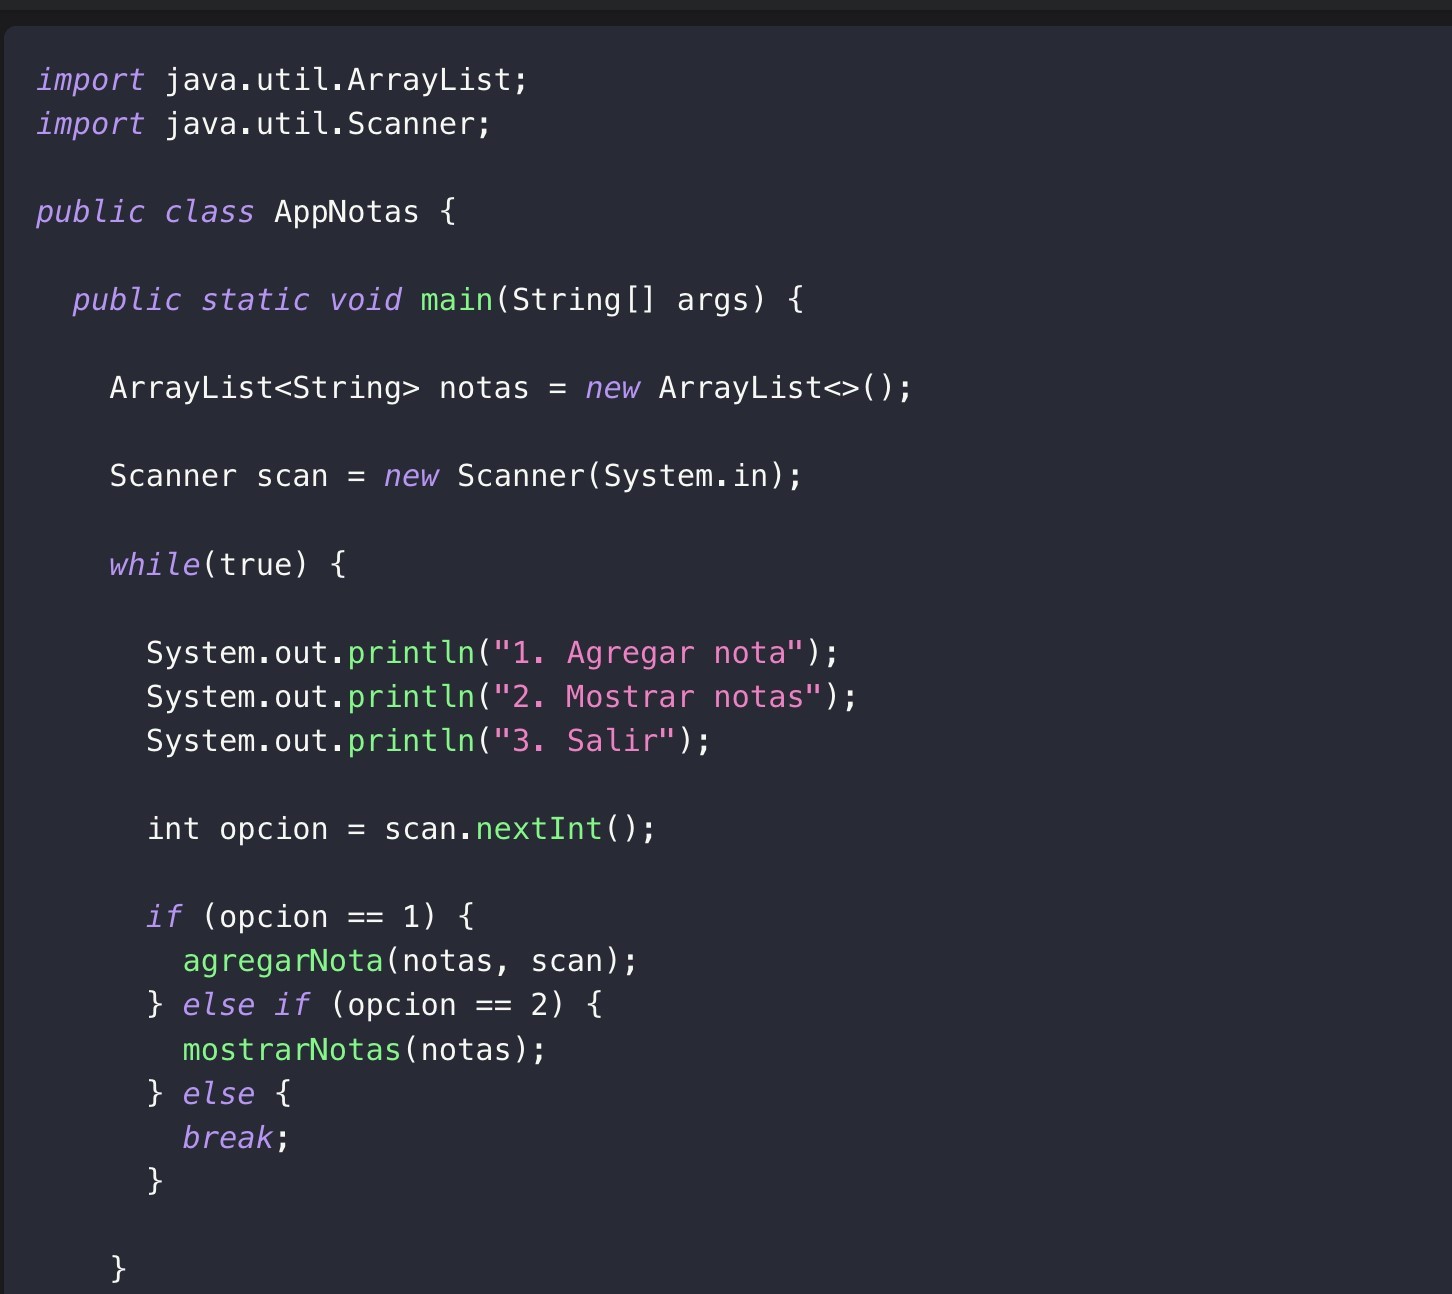 import java.util.ArrayList;
import java.util.Scanner;
public class AppNotas {
public static void main(String[] args) {
ArrayList<String> notas = new ArrayList<>();
Scanner scan = new Scanner(System.in);
while(true) {
System.out.println("1. Agregar nota");
System.out.println("2. Mostrar notas");
System.out.println("3. Salir");
int opcion = scan.nextInt();
if (opcion == 1) {
agregarNota(notas, scan);
} else if (opcion == 2) {
mostrarNotas(notas);
} else {
break;
}
}